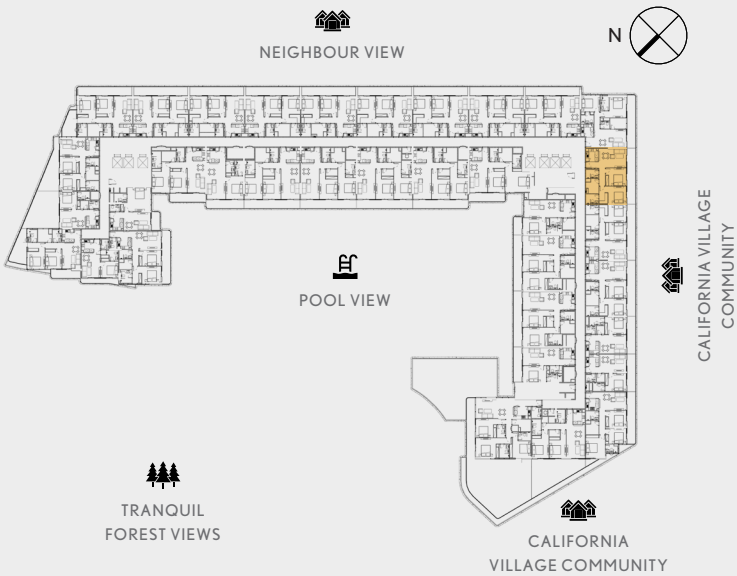 NEIGHBOUR VIEW
N
CALIFORNIA VILLAGE
COMMUNITY
POOL VIEW
TRANQUIL
FOREST VIEWS
CALIFORNIA
VILLAGE COMMUNITY